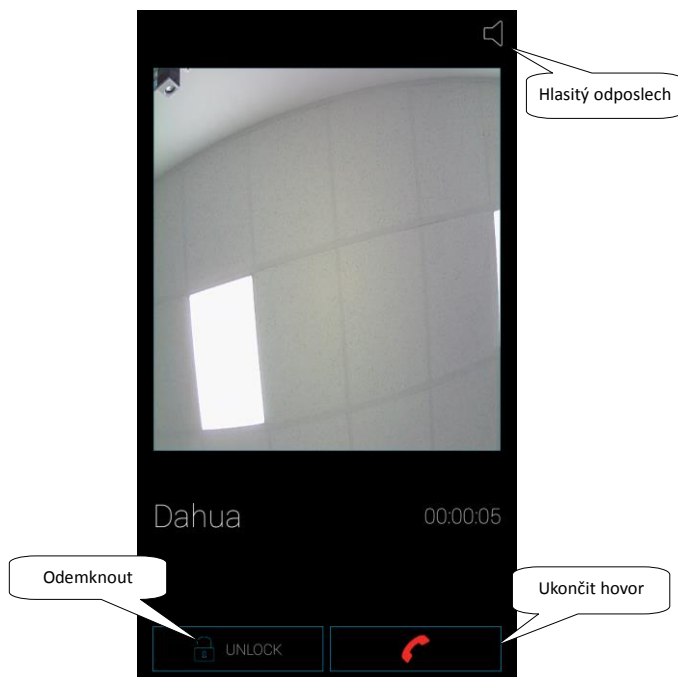 Hlasitý odposlech
Dahua
00:00:05
Odemknout
Ukončit hovor
UNLOCK